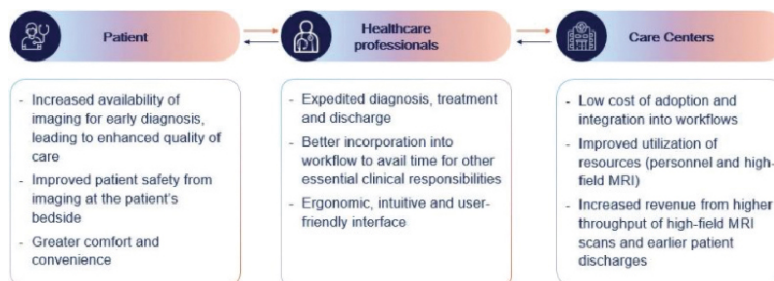 Patient
- Increased availability of
imaging for early diagnosis,
leading to enhanced quality of
care
- Improved patient safety from
imaging at the patient's
bedside
- Greater comfort and
convenience
Healthcare
professionals
- Expedited diagnosis, treatment
and discharge
- Better incorporation into
workflow to avail time for other
essential clinical responsibilities
- Ergonomic, intuitive and user-
friendly interface
Care Centers
- Low cost of adoption and
integration into workflows
- Improved utilization of
resources (personnel and high-
field MRI)
- Increased revenue from higher
throughput of high-field MRI
scans and earlier patient
discharges